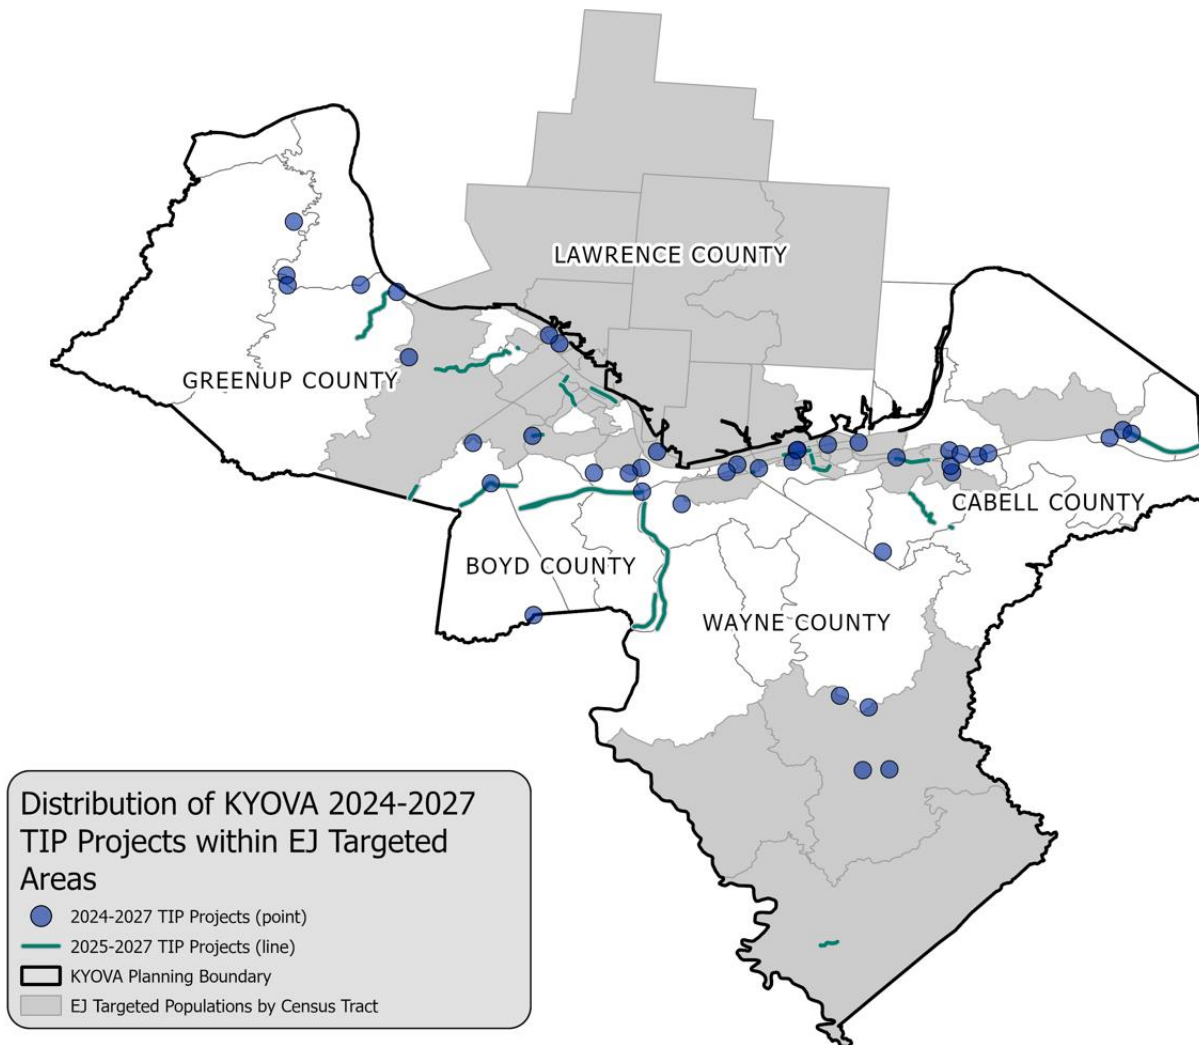 LAWRENCE COUNTY
GREENUP COUNTY
CABELL COUNTY
BOYD COUNTY
WAYNE COUNTY
Distribution of KYOVA 2024-2027
TIP Projects within EJ Targeted
Areas
2024-2027 TIP Projects (point)
2025-2027 TIP Projects (line)
KYOVA Planning Boundary
EJ Targeted Populations by Census Tract